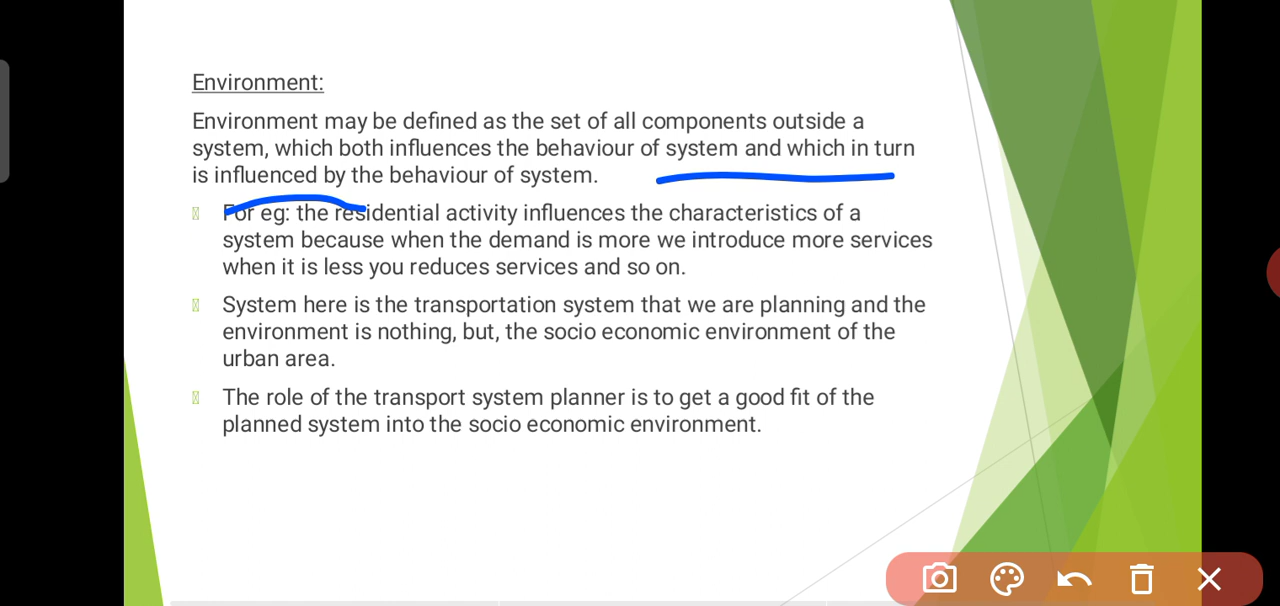 Environment:
Environment may be defined as the set of all components outside a
system, which both influences the behaviour of system and which in turn
is influenced by the behaviour of system.
For eg: the residential activity influences the characteristics of a
system because when the demand is more we introduce more services
when it is less you reduces services and so on.
System here is the transportation system that we are planning and the
environment is nothing, but, the socio economic environment of the
urban area.
The role of the transport system planner is to get a good fit of the
planned system into the socio economic environment.